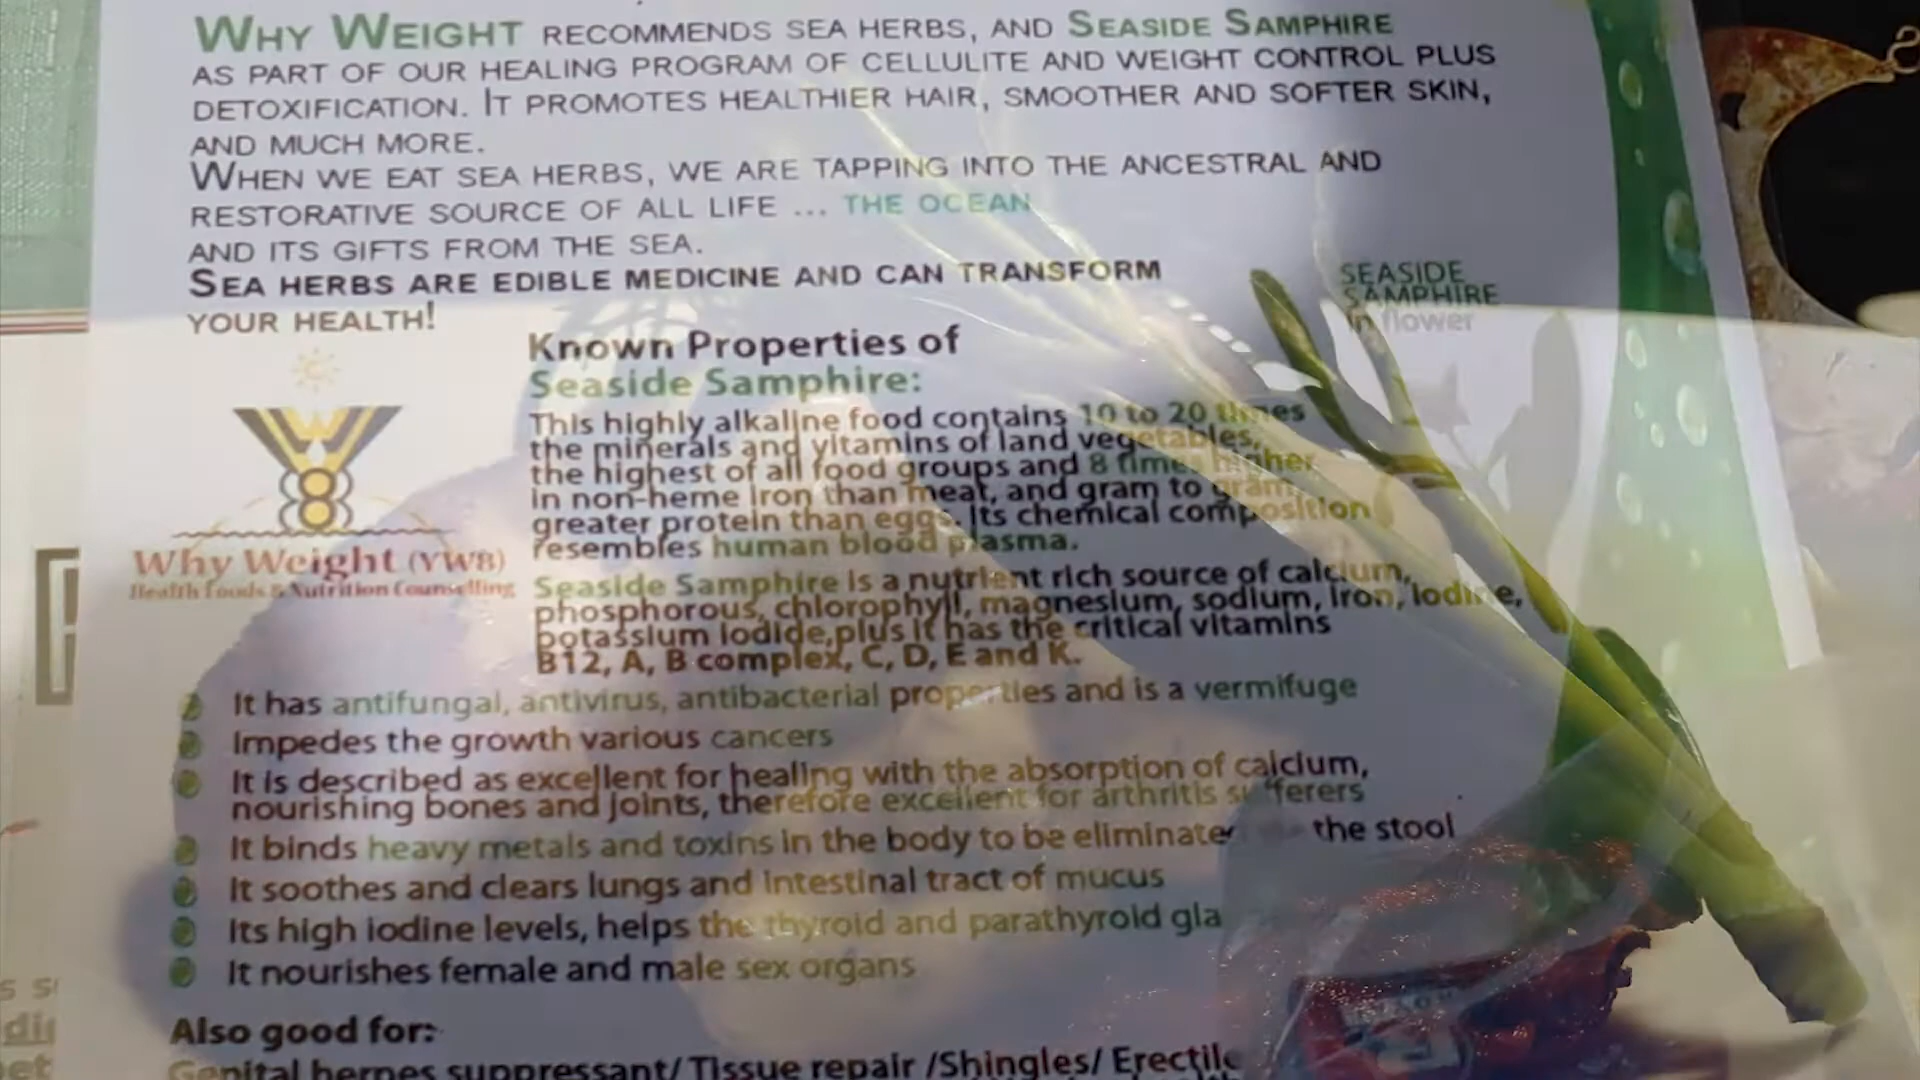 WHY WEIGHT RECOMMENDS SEA HERBS, AND SEASIDE SAMPHIRE
AS PART OF OUR HEALING PROGRAM OF CELLULITE AND WEIGHT CONTROL PLUS
DETOXIFICATION. IT PROMOTES HEALTHIER HAIR, SMOOTHER AND SOFTER SKIN,
AND MUCH MORE.
WHEN WE EAT SEA HERBS, WE ARE TAPPING INTO THE ANCESTRAL AND
RESTORATIVE SOURCE OF ALL LIFE ... THE OCEAN
AND ITS GIFTS FROM THE SEA.
SEA HERBS ARE EDIBLE MEDICINE AND CAN TRANSFORM
YOUR HEALTH!
SEASIDE
SAMPHIRE
in flower
Known Properties of
Seaside Samphire:
This highly alkaline food contains 10 to 20 times
the minerals and vitamins of land vegetables,
the highest of all food groups and 8 times higher
in non-heme iron than meat, and gram to gram
greater protein than eggs. Its chemical composition
resembles human blood plasma.
Why Weight (YW8)
Health Foods & Nutrition Counselling
Seaside Samphire is a nutrient rich source of calcium,
phosphorous, chlorophyll, magnesium, sodium, iron, iodine,
potassium iodide,plus it has the critical vitamins
B12, A, B complex, C, D, E and K.
It has antifungal, antivirus, antibacterial properties and is a vermifuge
Impedes the growth various cancers
It is described as excellent for healing with the absorption of calcium,
nourishing bones and joints, therefore excellent for arthritis sufferers
It binds heavy metals and toxins in the body to be eliminate the stool
It soothes and clears lungs and intestinal tract of mucus
Its high iodine levels, helps the thyroid and parathyroid gla
It nourishes female and male sex organs
Also good for:
Genital herpes suppressant/ Tissue repair /Shingles/ Erectile